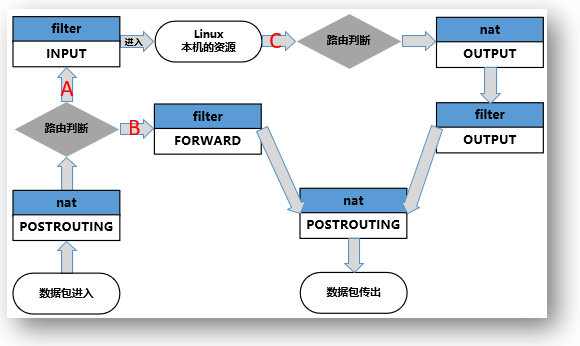 filter
INPUT
进入
Linux
本机的资源
C
路由判断
nat
OUTPUT
A
路由判断
B
filter
FORWARD
filter
OUTPUT
nat
POSTROUTING
nat
POSTROUTING
数据包进入
数据包传出